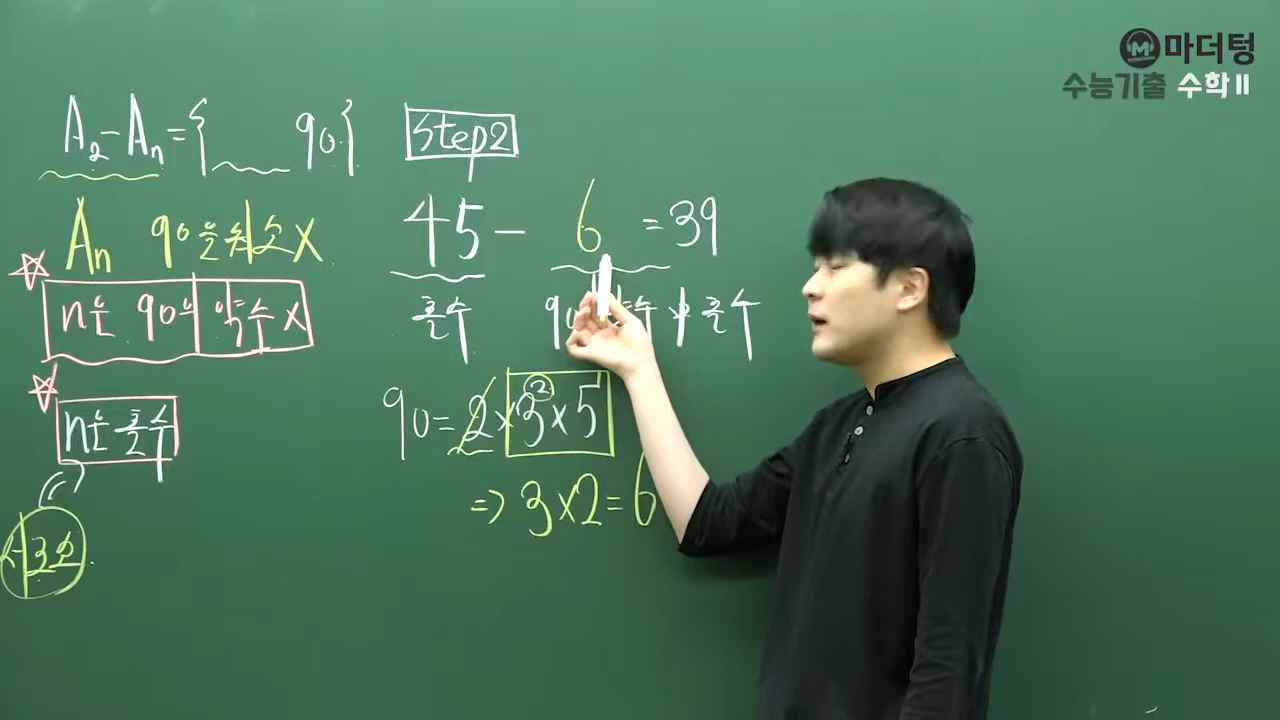 마더텅
수능기출 수학Ⅱ
A₂-Aₙ={ 90}
Step2
Aₙ 90을 X
45 - 6 = 39
n은 90의 약수 X
홀수
90 홀수
n은 홀수
90=2×3²×5
⇒ 3×2=6